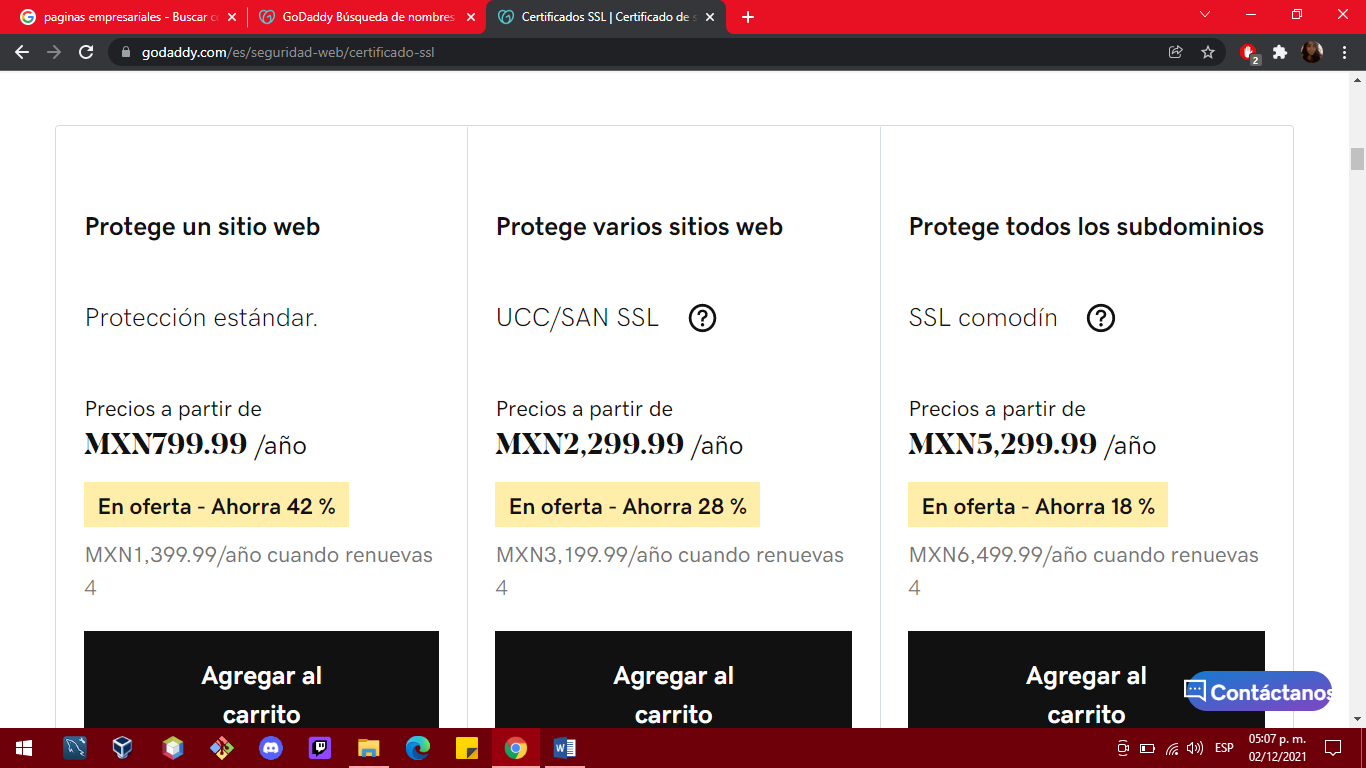 paginas empresariales - Buscar c
GoDaddy Búsqueda de nombres
Certificados SSL | Certificado de s
godaddy.com/es/seguridad-web/certificado-ssl
2
Protege un sitio web
Protección estándar.
Precios a partir de
MXN799.99 /año
En oferta - Ahorra 42 %
MXN1,399.99/año cuando renuevas
4
Agregar al
carrito
Protege varios sitios web
UCC/SAN SSL ?
Precios a partir de
MXN2,299.99 /año
En oferta - Ahorra 28 %
MXN3,199.99/año cuando renuevas
4
Agregar al
carrito
Protege todos los subdominios
SSL comodín ?
Precios a partir de
MXN5,299.99 /año
En oferta - Ahorra 18 %
MXN6,499.99/año cuando renuevas
4
Agregar al
carrito
Contáctanos
ESP
05:07 p. m.
02/12/2021